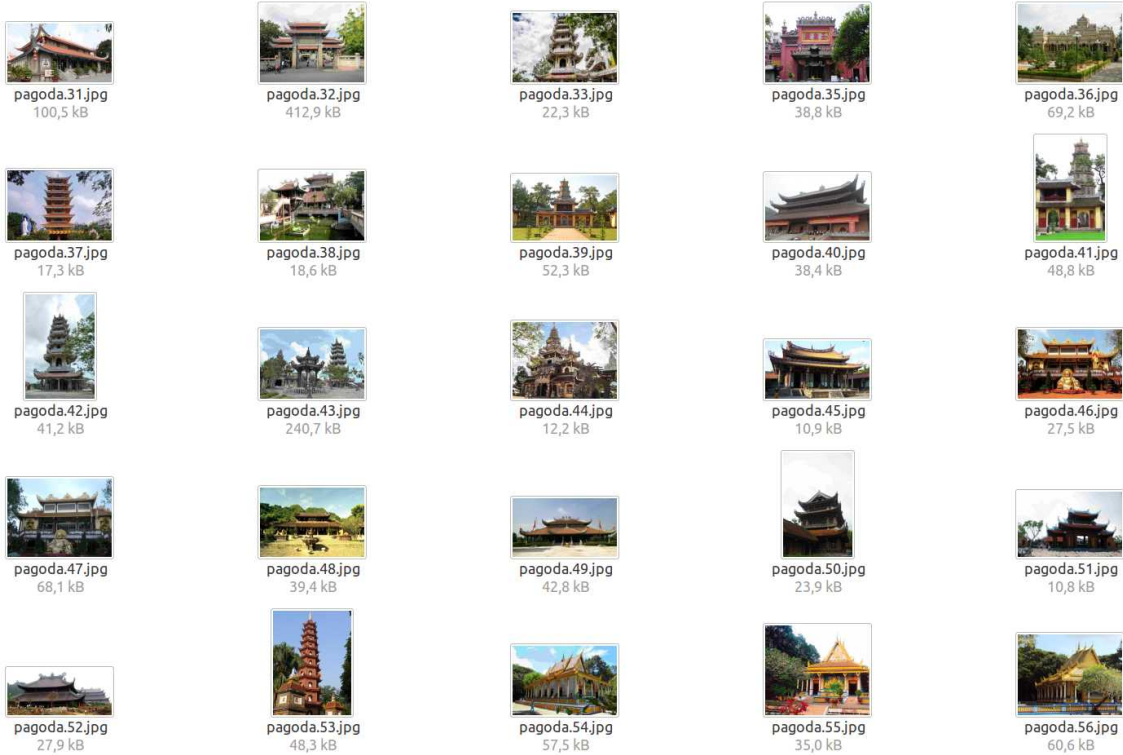 pagoda.31.jpg
100,5 kB
pagoda.32.jpg
412,9 kB
pagoda.33.jpg
22,3 kB
pagoda.35.jpg
38,8 kB
pagoda.36.jpg
69,2 kB
pagoda.37.jpg
17,3 kB
pagoda.38.jpg
18,6 kB
pagoda.39.jpg
52,3 kB
pagoda.40.jpg
38,4 kB
pagoda.41.jpg
48,8 kB
pagoda.42.jpg
41,2 kB
pagoda.43.jpg
240,7 kB
pagoda.44.jpg
12,2 kB
pagoda.45.jpg
10,9 kB
pagoda.46.jpg
27,5 kB
pagoda.47.jpg
68,1 kB
pagoda.48.jpg
39,4 kB
pagoda.49.jpg
42,8 kB
pagoda.50.jpg
23,9 kB
pagoda.51.jpg
10,8 kB
pagoda.52.jpg
27,9 kB
pagoda.53.jpg
48,3 kB
pagoda.54.jpg
57,5 kB
pagoda.55.jpg
35,0 kB
pagoda.56.jpg
60,6 kB